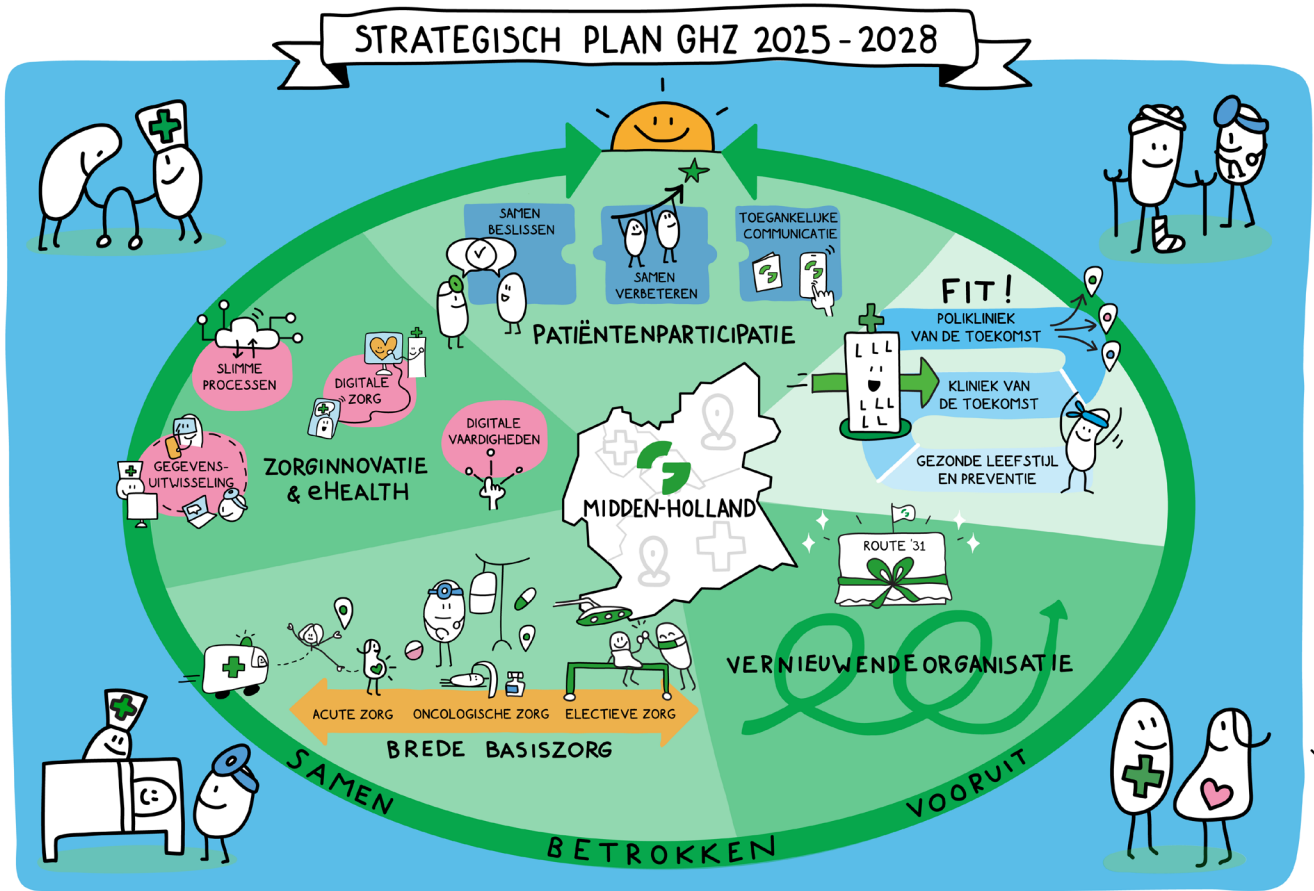 STRATEGISCH PLAN GHZ 2025-2028
SAMEN
BESLISSEN
SAMEN
VERBETEREN
TOEGANKELIJKE
COMMUNICATIE
PATIËNTENPARTICIPATIE
FIT!
POLIKLINIEK
VAN DE TOEKOMST
KLINIEK VAN
DE TOEKOMST
GEZONDE LEEFSTIJL
EN PREVENTIE
SLIMME
PROCESSEN
DIGITALE
ZORG
DIGITALE
VAARDIGHEDEN
GEGEVENS-
UITWISSELING
ZORGINNOVATIE
& eHEALTH
MIDDEN-HOLLAND
ROUTE '31
VERNIEUWENDE ORGANISATIE
ACUTE ZORG
ONCOLOGISCHE ZORG
ELECTIEVE ZORG
BREDE BASISZORG
SAMEN
BETROKKEN
VOORUIT